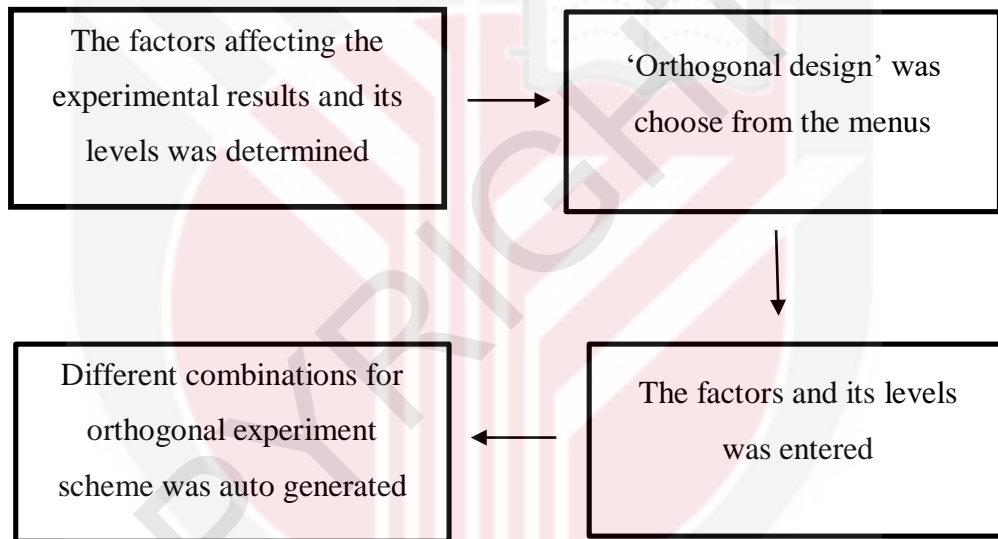 The factors affecting the
experimental results and its
levels was determined
‘Orthogonal design’ was
choose from the menus
The factors and its levels
was entered
Different combinations for
orthogonal experiment
scheme was auto generated
PYRIGHT